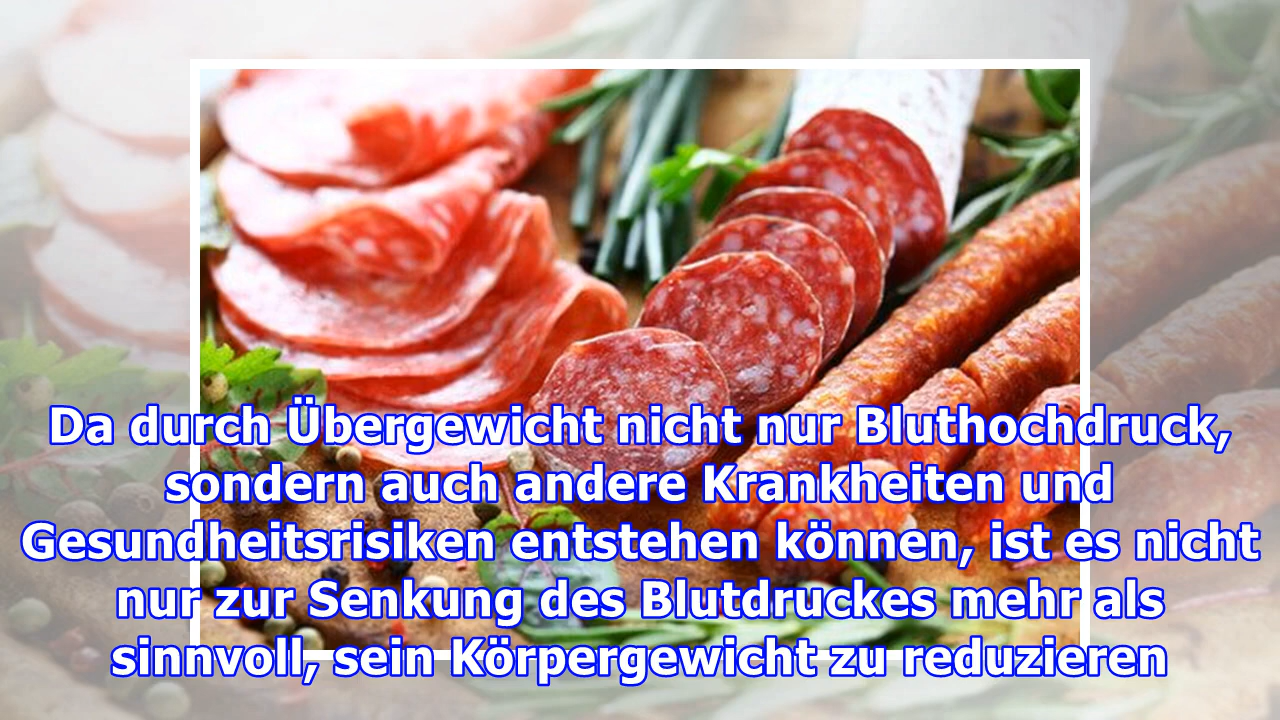 Da durch Übergewicht nicht nur Bluthochdruck,
sondern auch andere Krankheiten und
Gesundheitsrisiken entstehen können, ist es nicht
nur zur Senkung des Blutdruckes mehr als
sinnvoll, sein Körpergewicht zu reduzieren